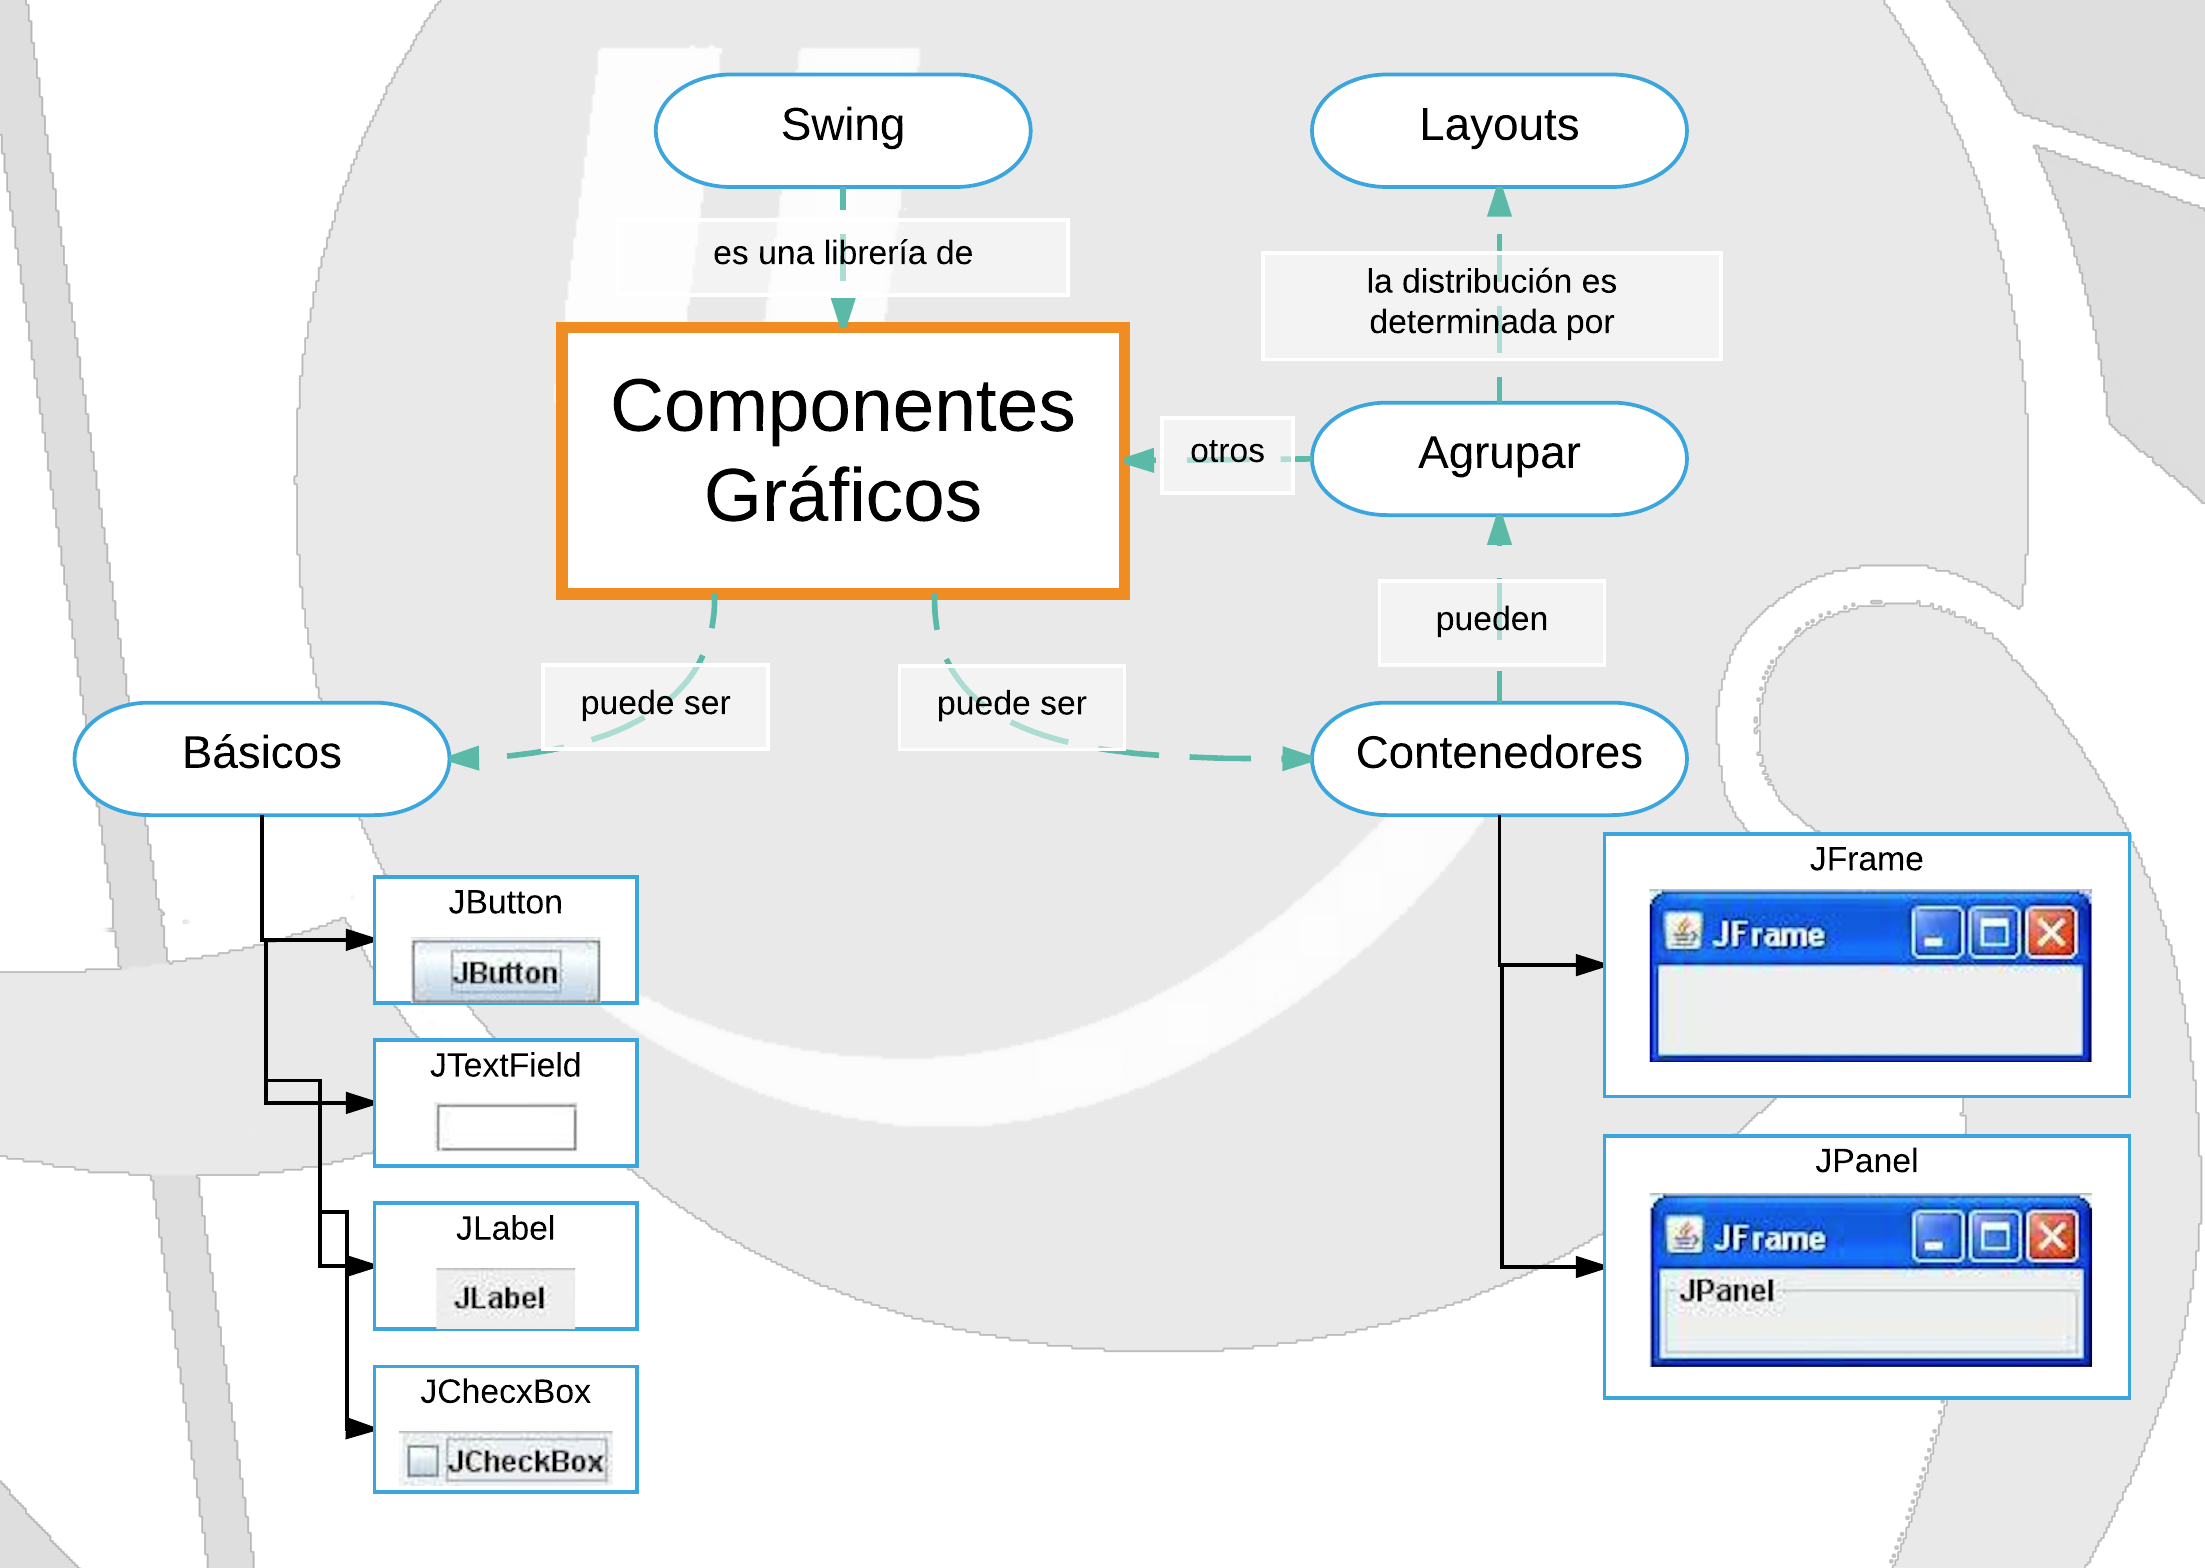 Swing
Layouts
es una librería de
la distribución es
determinada por
Componentes
Gráficos
otros
Agrupar
pueden
puede ser
puede ser
Básicos
Contenedores
JButton
JButton
JTextField
JLabel
JLabel
JChecxBox
JCheckBox
JFrame
JFrame
JPanel
JFrame
JPanel